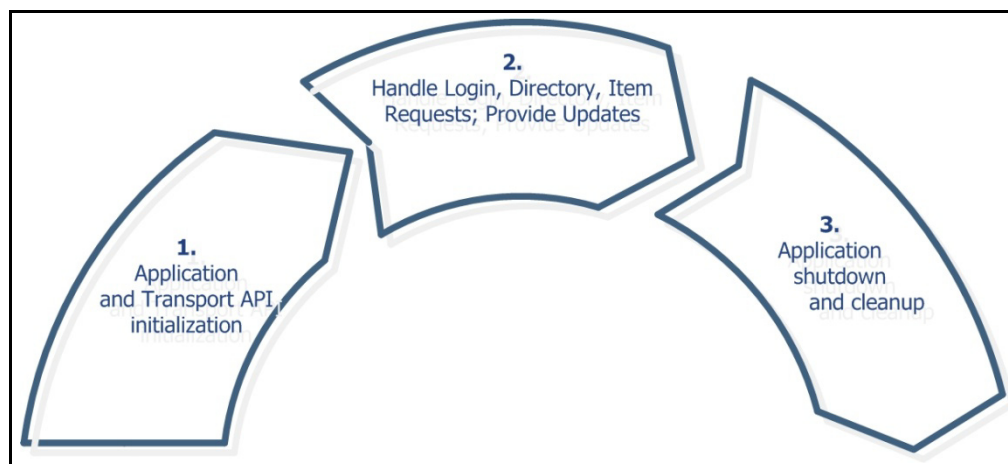 1.
Application
and Transport API
initialization
2.
Handle Login, Directory, Item
Requests; Provide Updates
3.
Application
shutdown
and cleanup